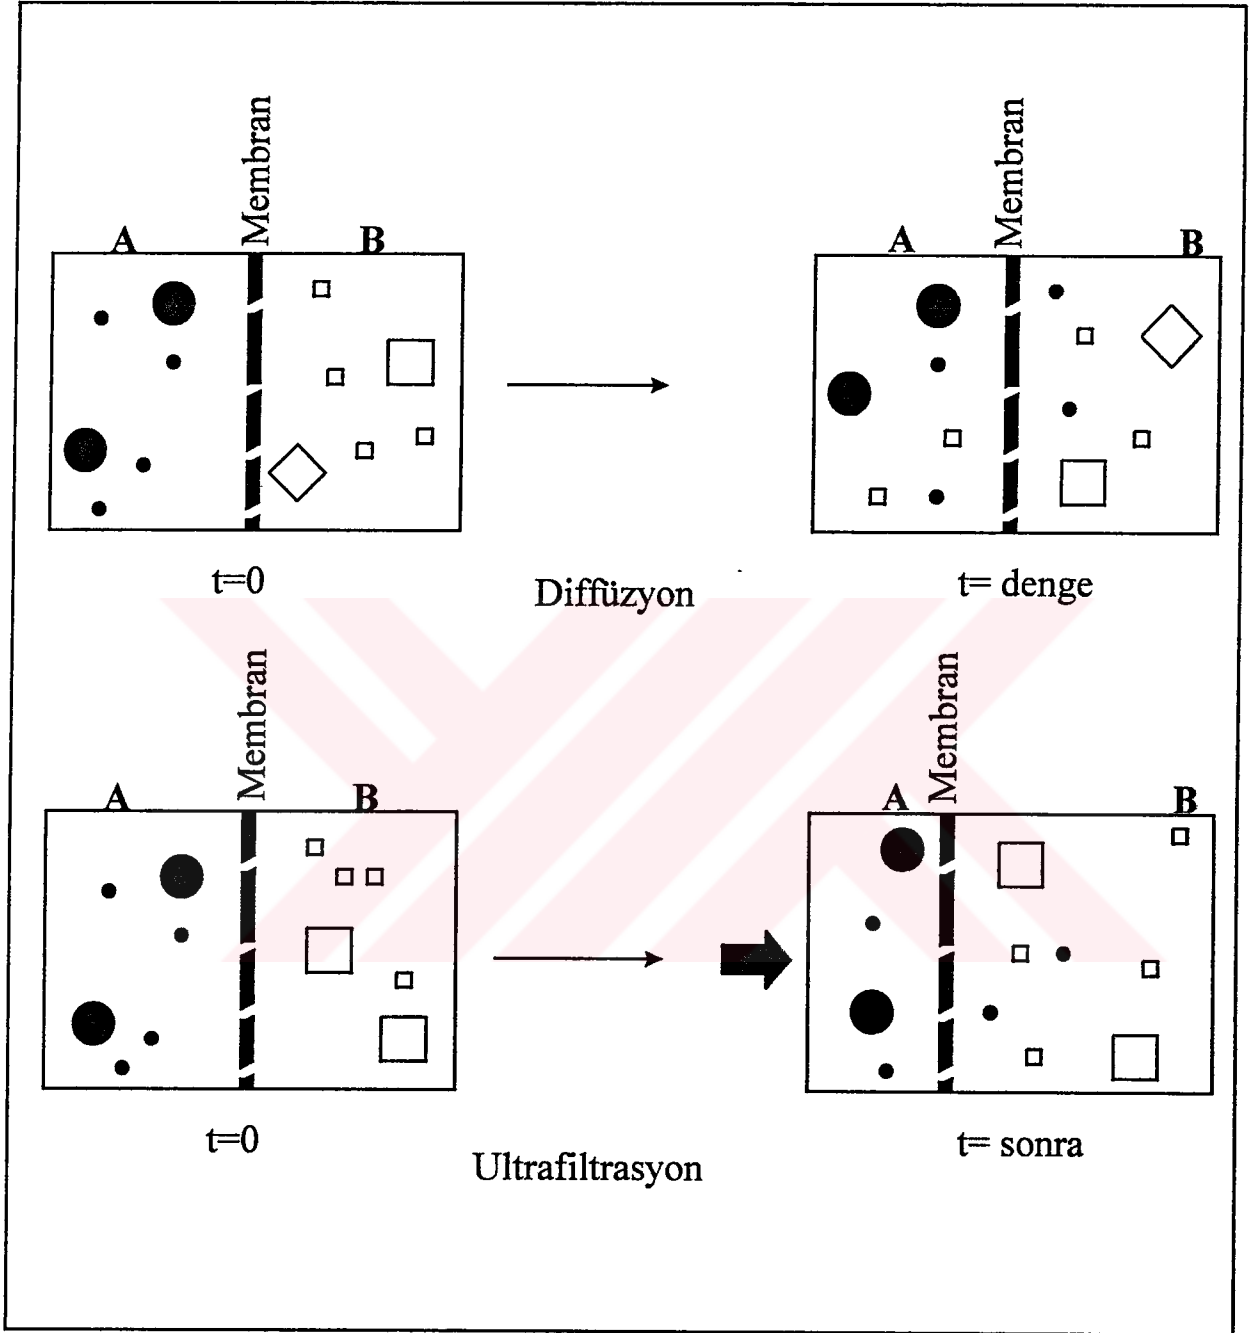 Membran
Membran
A
B
A
B
t=0
Diffüzyon
t= denge
Membran
Membran
A
B
A
B
t=0
Ultrafiltrasyon
t= sonra